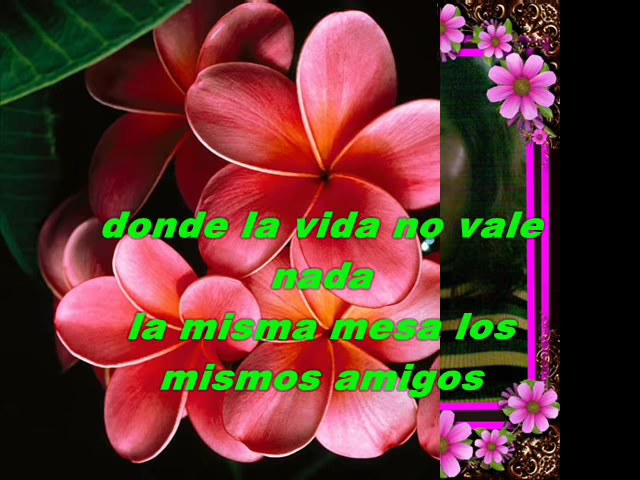 donde la vida no vale
nada
la misma mesa los
mismos amigos